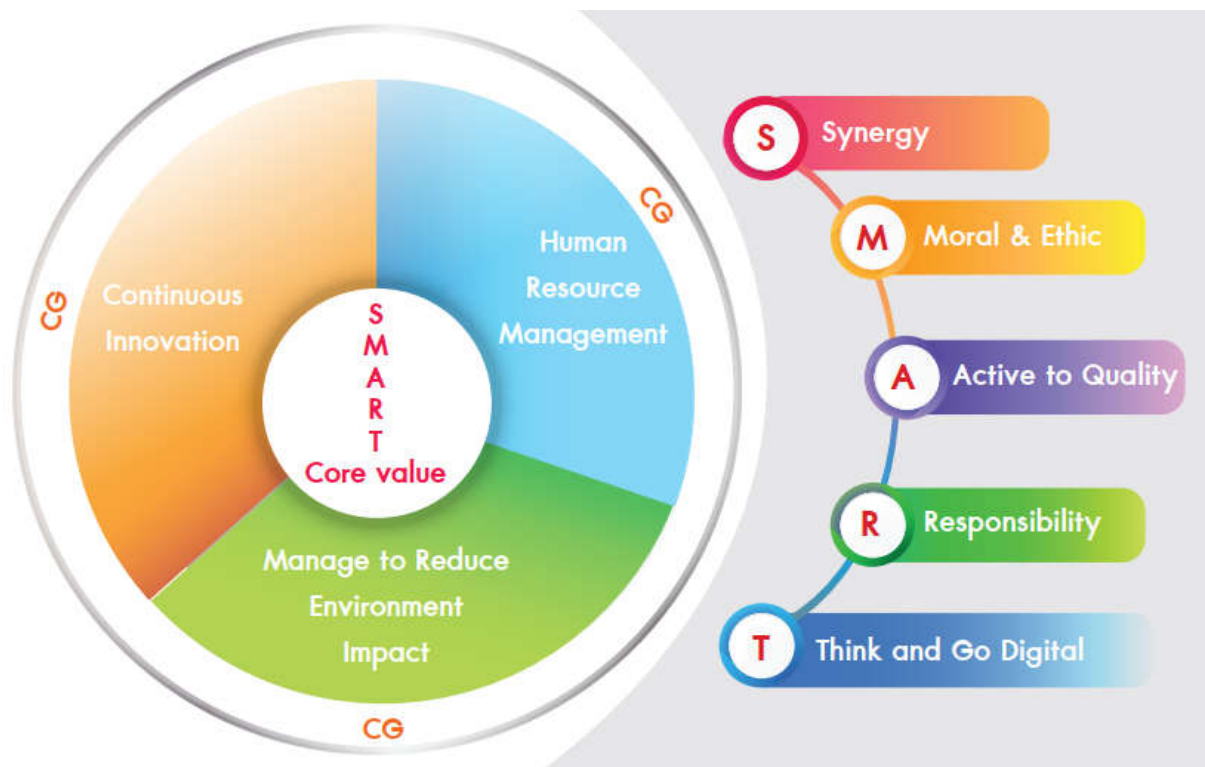 CG
CG
CG
Continuous
Innovation
Human
Resource
Management
Manage to Reduce
Environment
Impact
S
M
A
R
T
Core value
S Synergy
M Moral & Ethic
A Active to Quality
R Responsibility
T Think and Go Digital